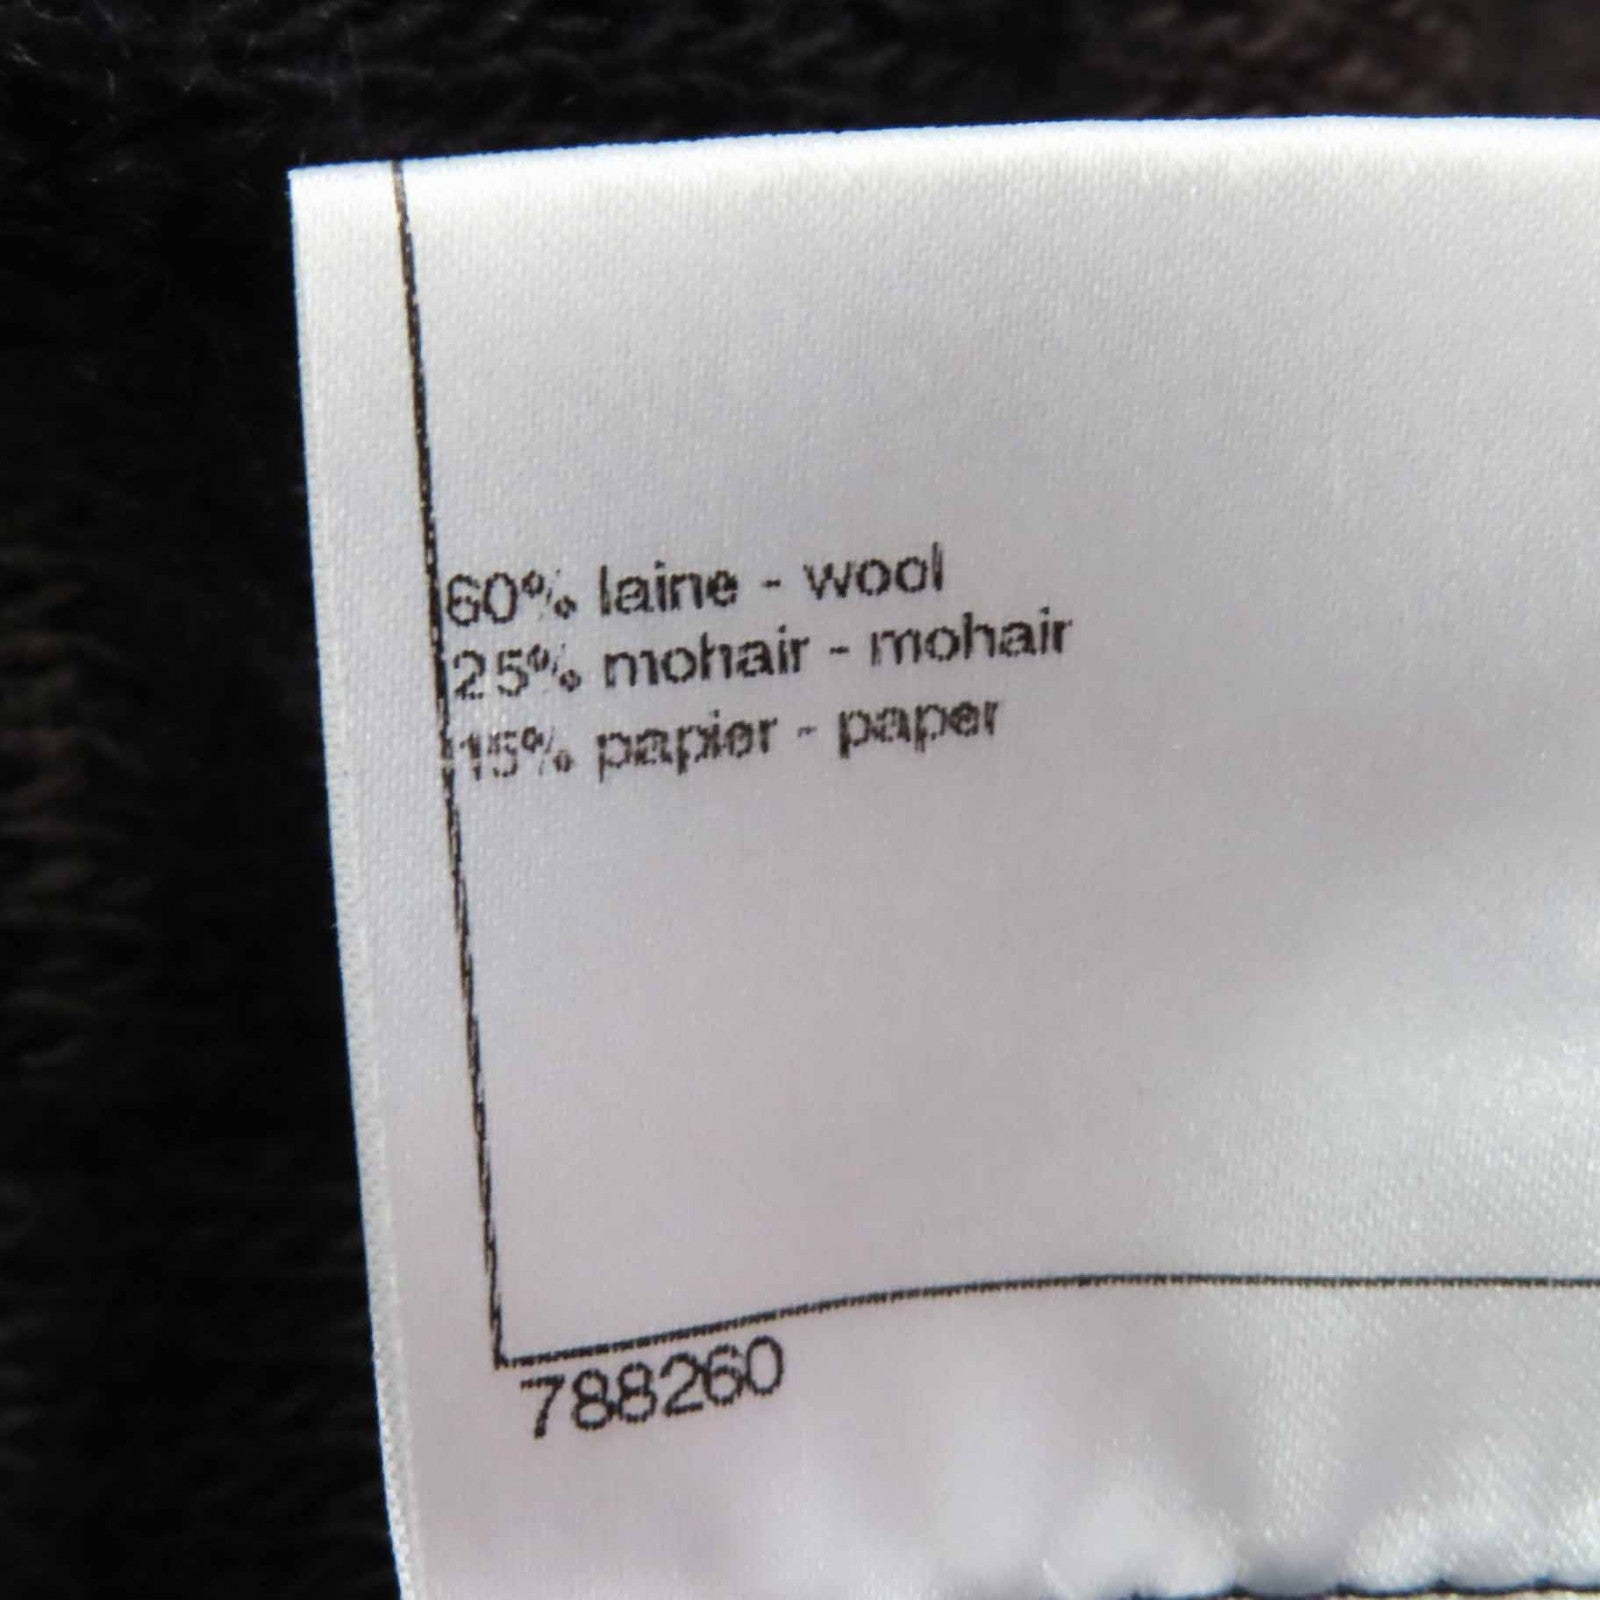 60% laine - wool
25% mohair - mohair
15% papier - paper
788260